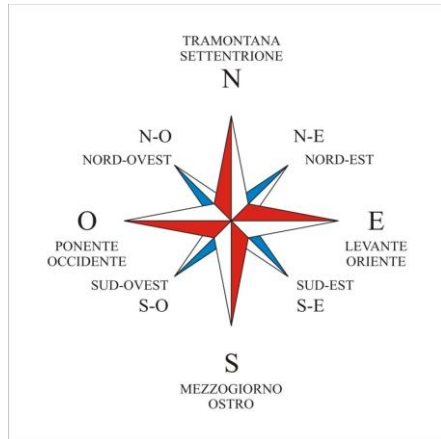 TRAMONTANA
SETTENTRIONE
N
N-O
NORD-OVEST
N-E
NORD-EST
O
PONENTE
OCCIDENTE
E
LEVANTE
ORIENTE
SUD-OVEST
S-O
SUD-EST
S-E
S
MEZZOGIORNO
OSTRO